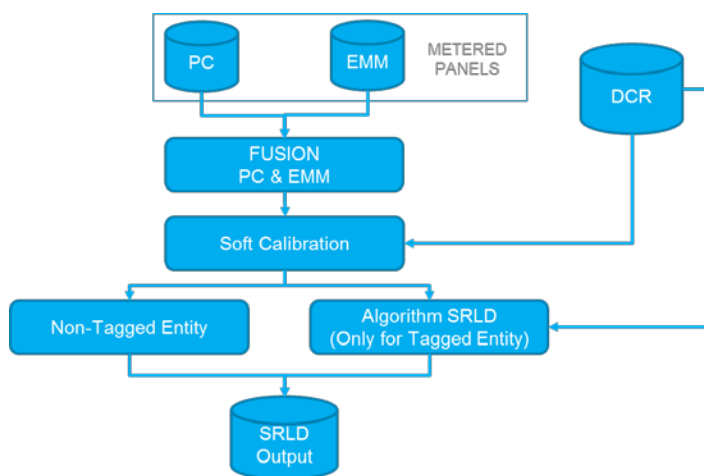 PC
EMM
METERED
PANELS
DCR
FUSION
PC & EMM
Soft Calibration
Non-Tagged Entity
Algorithm SRLD
(Only for Tagged Entity)
SRLD
Output